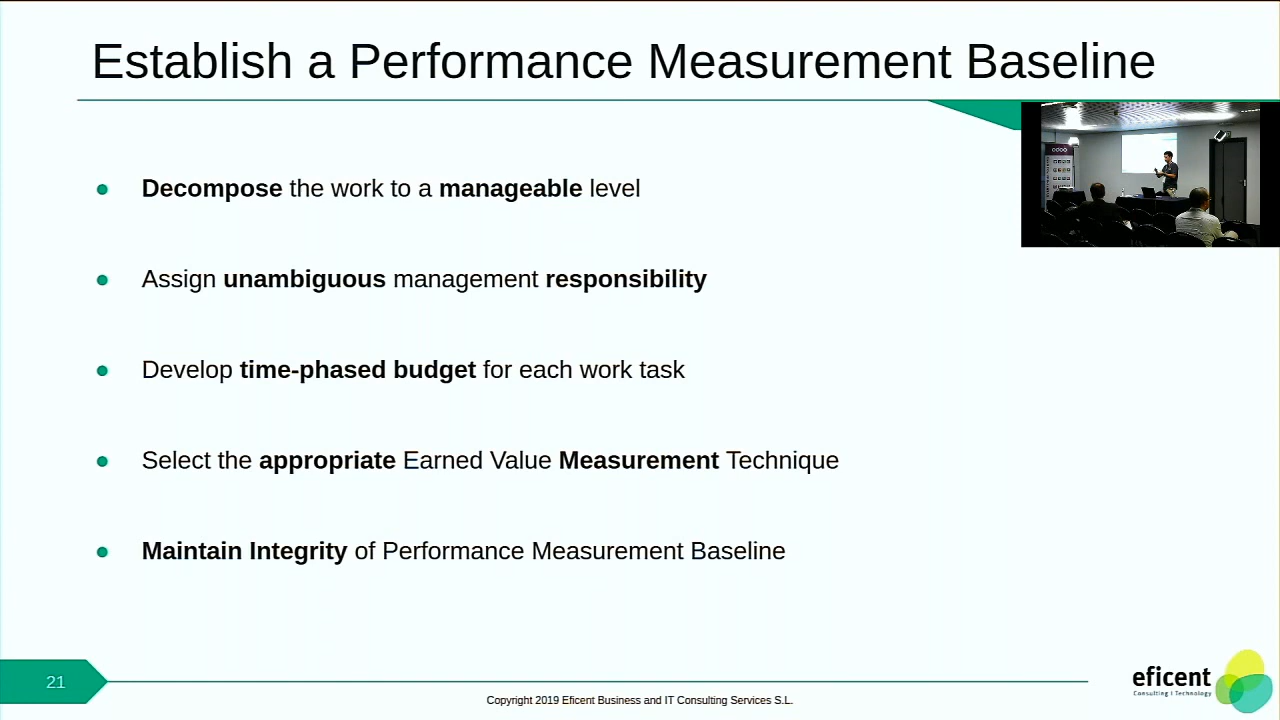 Establish a Performance Measurement Baseline
Decompose the work to a manageable level
Assign unambiguous management responsibility
Develop time-phased budget for each work task
Select the appropriate Earned Value Measurement Technique
Maintain Integrity of Performance Measurement Baseline
odoo
21
Copyright 2019 Eficent Business and IT Consulting Services S.L.
eficent
Consulting | Technology